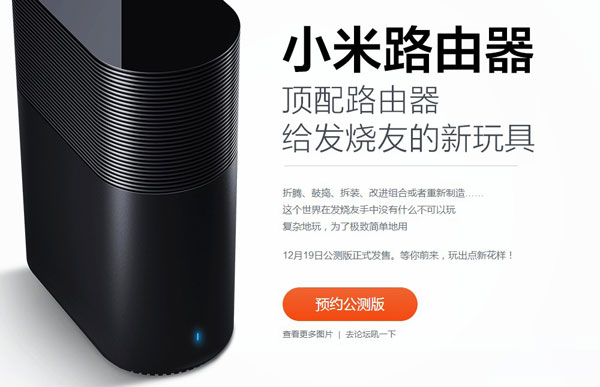 小米路由器
顶配路由器
给发烧友的新玩具
折腾、鼓捣、拆装、改进组合或者重新制造……
这个世界在发烧友手中没有什么不可以玩
复杂地玩，为了极致简单地用
12月19日公测版正式发售。等你前来，玩出点新花样！
预约公测版
查看更多图片 | 去论坛吼一下